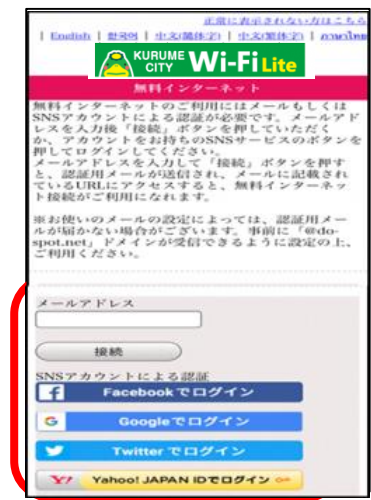 正常に表示されない方はこちら
| English | 한국어 | 中文(簡体字) | 中文(繁体字) | ภาษาไทย
KURUME CITY Wi-Fi Lite
無料インターネット
無料インターネットのご利用にはメールもしくは
SNSアカウントによる認証が必要です。メールアド
レスを入力後「接続」ボタンを押していただく
か、アカウントをお持ちのSNSサービスのボタンを
押してログインしてください。
メールアドレスを入力して「接続」ボタンを押す
と、認証用メールが送信され、メールに記載され
ているURLにアクセスすると、無料インターネッ
ト接続がご利用になれます。
※お使いのメールの設定によっては、認証用メー
ルが届かない場合がございます。事前に「@do-
spot.net」ドメインが受信できるように設定の上、
ご利用ください。
メールアドレス
接続
SNSアカウントによる認証
f Facebookでログイン
G Googleでログイン
Twitterでログイン
Y! Yahoo! JAPAN IDでログイン